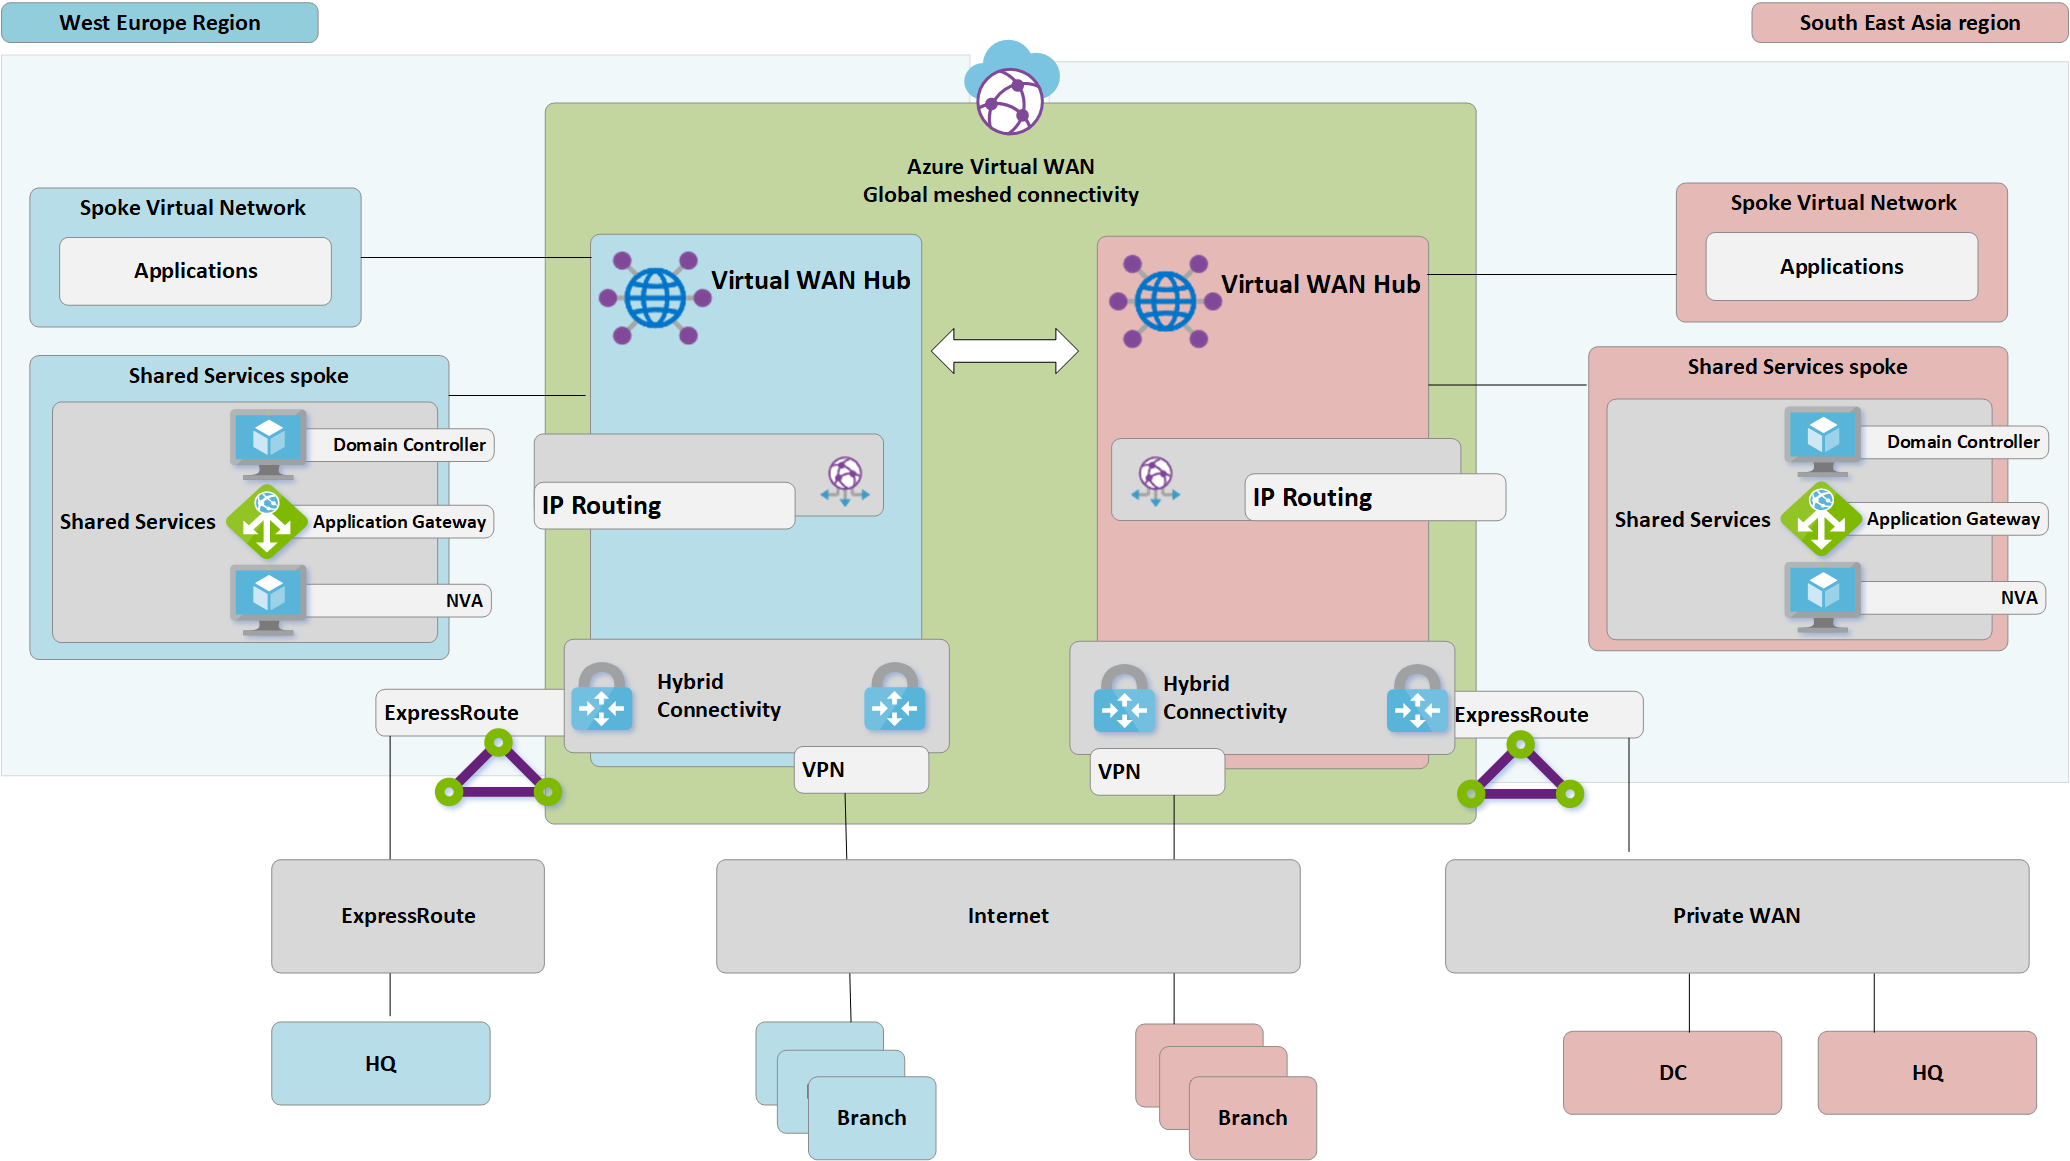 West Europe Region
South East Asia region
Azure Virtual WAN
Global meshed connectivity
Spoke Virtual Network
Applications
Virtual WAN Hub
Virtual WAN Hub
Spoke Virtual Network
Applications
Shared Services spoke
Domain Controller
Shared Services
Application Gateway
NVA
IP Routing
IP Routing
Shared Services spoke
Domain Controller
Shared Services
Application Gateway
NVA
Hybrid
Connectivity
ExpressRoute
VPN
Hybrid
Connectivity
ExpressRoute
VPN
ExpressRoute
Internet
Private WAN
HQ
Branch
Branch
DC
HQ